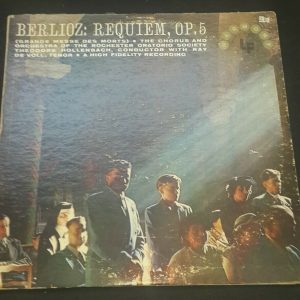 BERLIOZ: REQUIEM, OP. 5
(GRANDE MESSE DES MORTS) • THE CHORUS AND
ORCHESTRA OF THE ROCHESTER ORATORIO SOCIETY
THEODORE HOLLENBACH, CONDUCTOR WITH RAY
DE VOLL, TENOR • A HIGH FIDELITY RECORDING